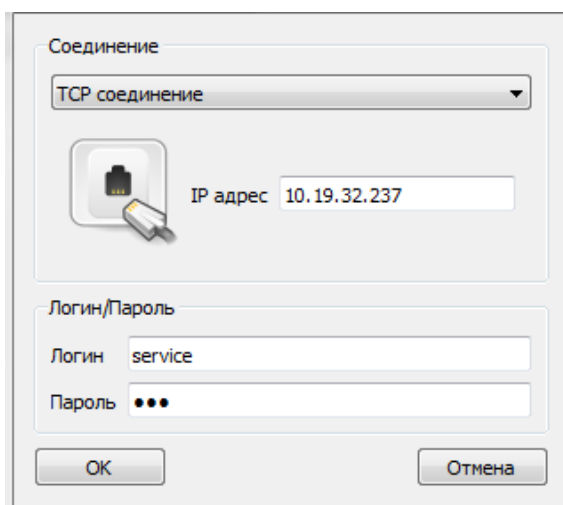 Соединение
TCP соединение
IP адрес 10.19.32.237
Логин/Пароль
Логин service
Пароль •••
OK Отмена